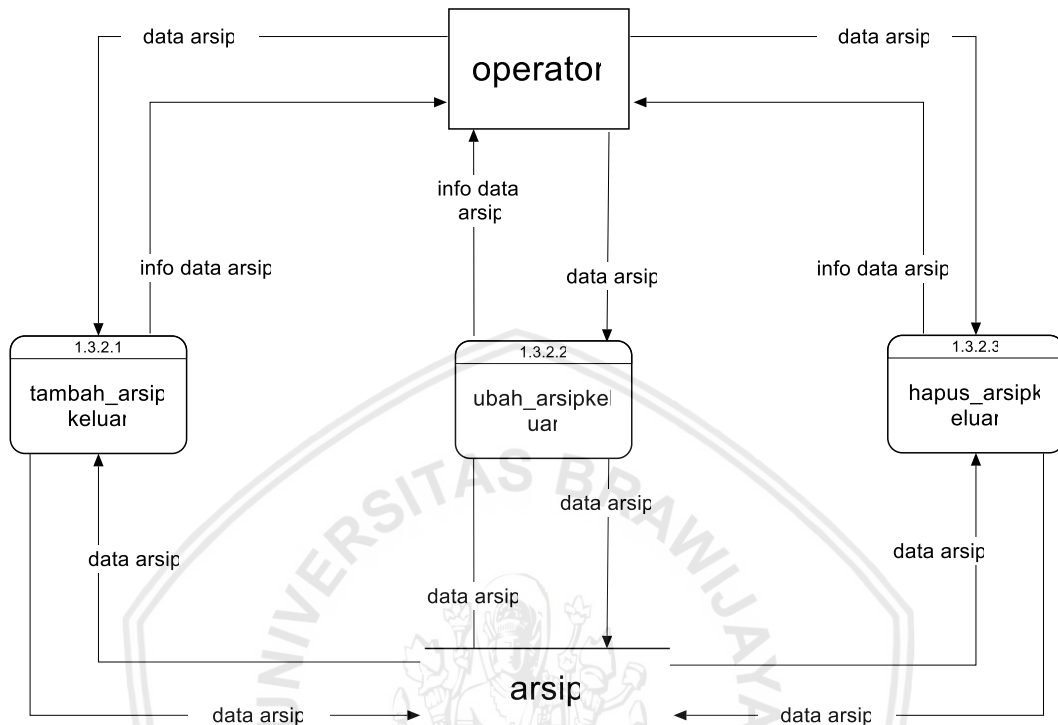 data arsip
data arsip
operator
info data
arsip
info data arsip
data arsip
info data arsip
1.3.2.1
1.3.2.2
1.3.2.3
tambah_arsip
keluar
ubah_arsipkel
uar
hapus_arsipk
eluar
UNIVERSITAS BRAWIJAYA
data arsip
data arsip
data arsip
data arsip
arsip
data arsip
data arsip